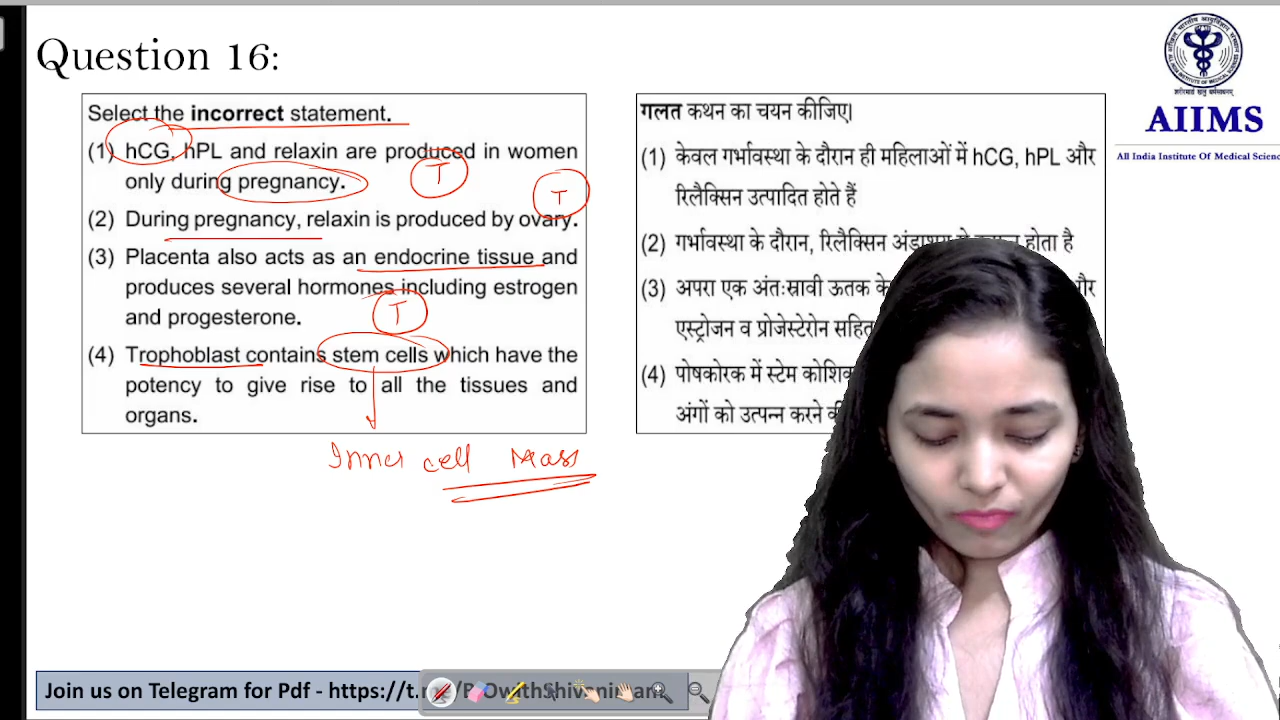 Question 16:
Select the incorrect statement.
(1) hCG, hPL and relaxin are produced in women
only during pregnancy.
T
T
(2) During pregnancy, relaxin is produced by ovary.
(3) Placenta also acts as an endocrine tissue and
produces several hormones including estrogen
and progesterone.
T
(4) Trophoblast contains stem cells which have the
potency to give rise to all the tissues and
organs.
Inner cell Mass
गलत कथन का चयन कीजिए।
(1) केवल गर्भावस्था के दौरान ही महिलाओं में hCG, hPL और
रिलैक्सिन उत्पादित होते हैं
(2) गर्भावस्था के दौरान, रिलैक्सिन होता है
(3) अपरा एक अंतःस्रावी ऊतक के
एस्ट्रोजन व प्रोजेस्टेरोन
(4) पोषकोरक में स्टेम
अंगों को उत्पन्न करने
AIIMS
All India Institute Of Medical
Join us on Telegram for Pdf - https://t.